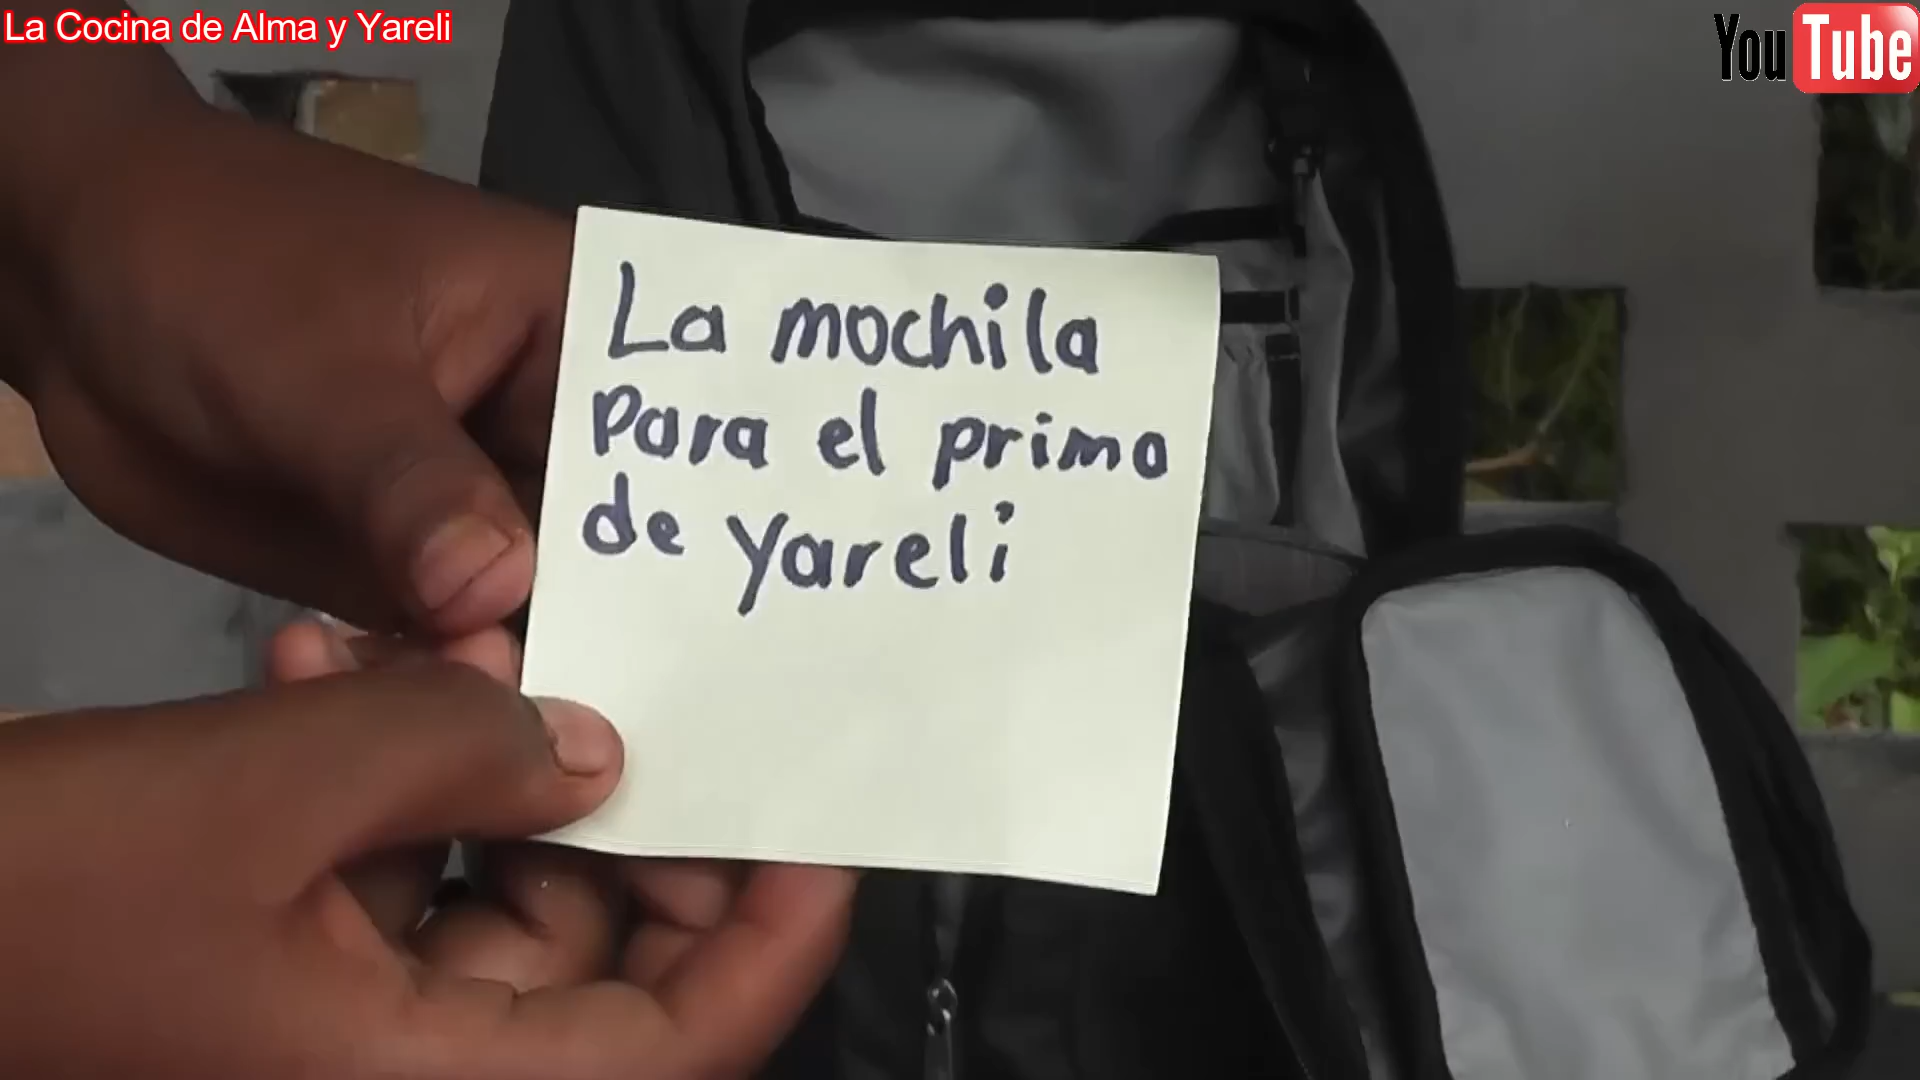 La Cocina de Alma y Yareli
YouTube
La mochila
Para el primo
de Yareli